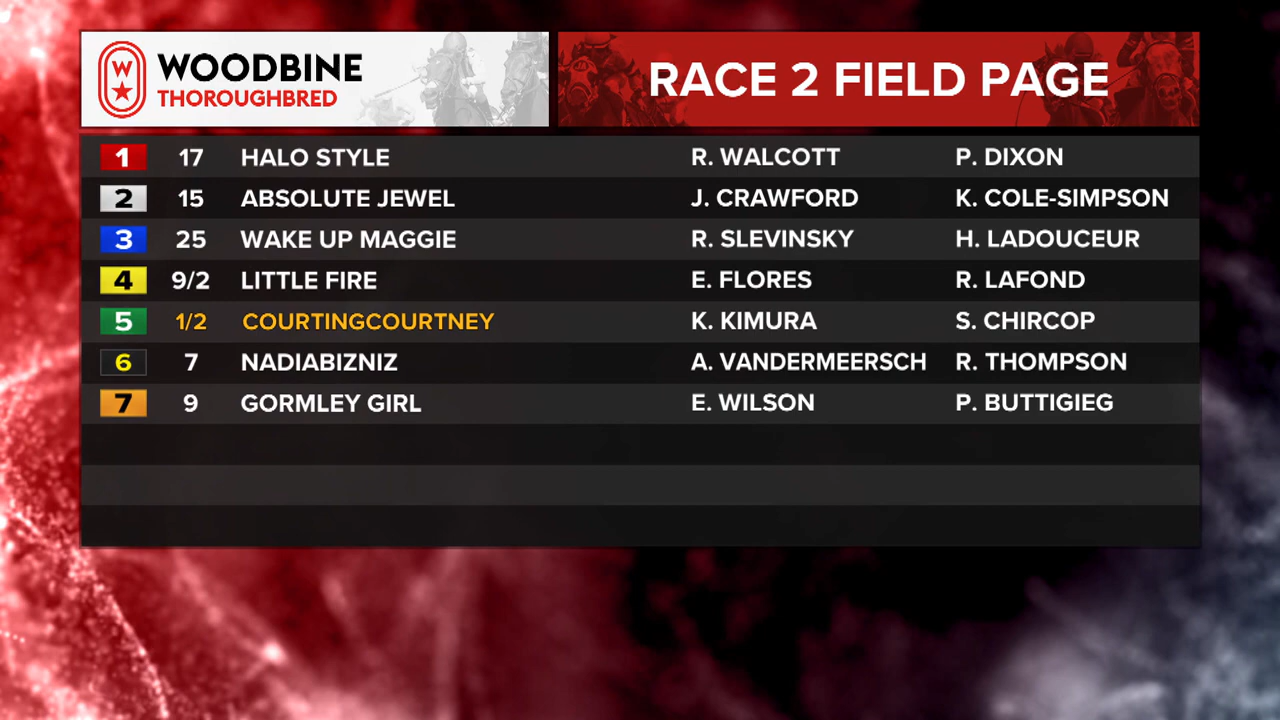 W
WOODBINE
THOROUGHBRED
RACE 2 FIELD PAGE
1 17 HALO STYLE R. WALCOTT P. DIXON
2 15 ABSOLUTE JEWEL J. CRAWFORD K. COLE-SIMPSON
3 25 WAKE UP MAGGIE R. SLEVINSKY H. LADOUCEUR
4 9/2 LITTLE FIRE E. FLORES R. LAFOND
5 1/2 COURTINGCOURTNEY K. KIMURA S. CHIRCOP
6 7 NADIABIZNIZ A. VANDERMEERSCH R. THOMPSON
7 9 GORMLEY GIRL E. WILSON P. BUTTIGIEG